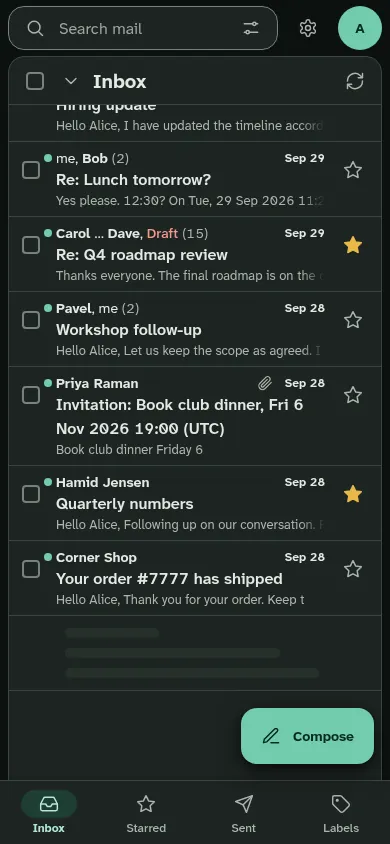 Search mail
A
Inbox
Hiring update
Hello Alice, I have updated the timeline accord
me, Bob (2)
Sep 29
Re: Lunch tomorrow?
Yes please. 12:30? On Tue, 29 Sep 2026 11:2
Carol ... Dave, Draft (15)
Sep 29
Re: Q4 roadmap review
Thanks everyone. The final roadmap is on the
Pavel, me (2)
Sep 28
Workshop follow-up
Hello Alice, Let us keep the scope as agreed. I
Priya Raman
Sep 28
Invitation: Book club dinner, Fri 6
Nov 2026 19:00 (UTC)
Book club dinner Friday 6
Hamid Jensen
Sep 28
Quarterly numbers
Hello Alice, Following up on our conversation.
Corner Shop
Sep 28
Your order #7777 has shipped
Hello Alice, Thank you for your order. Keep t
Compose
Inbox
Starred
Sent
Labels